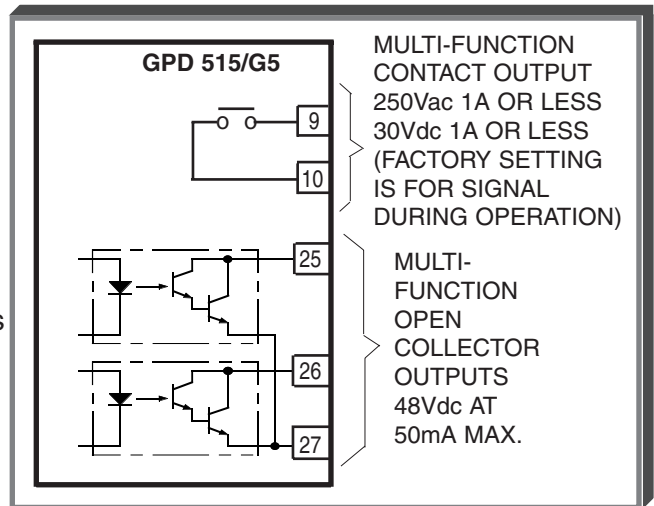 GPD 515/G5
9
10
MULTI-FUNCTION
CONTACT OUTPUT
250Vac 1A OR LESS
30Vdc 1A OR LESS
(FACTORY SETTING
IS FOR SIGNAL
DURING OPERATION)
25
26
27
MULTI-
FUNCTION
OPEN
COLLECTOR
OUTPUTS
48Vdc AT
50mA MAX.
s